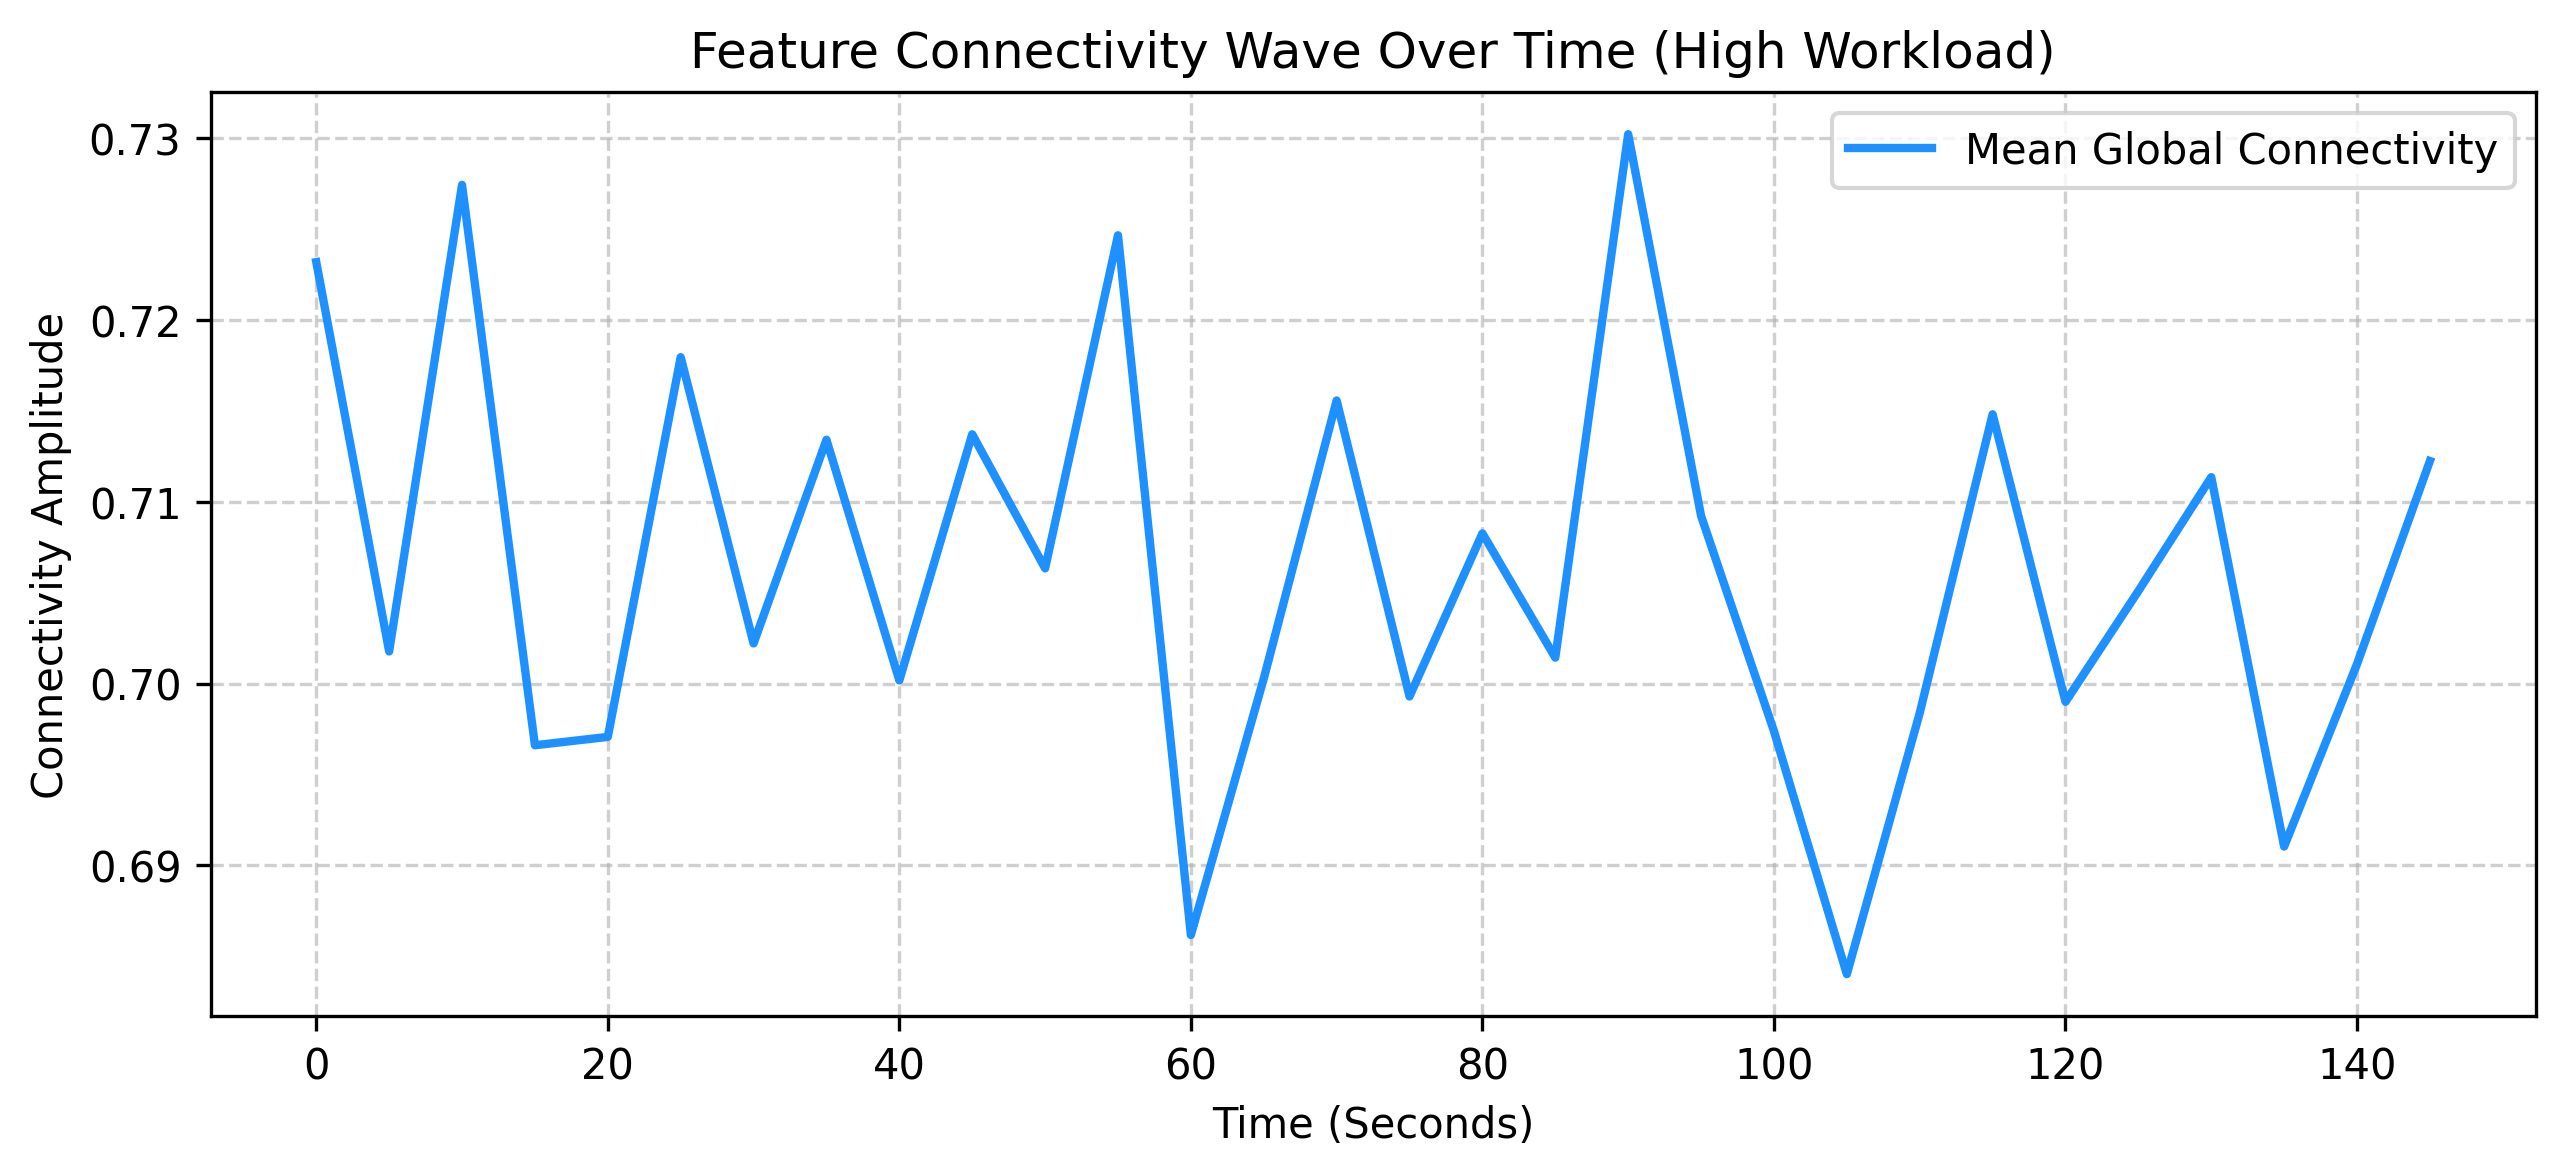 Feature Connectivity Wave Over Time (High Workload)
Mean Global Connectivity
Connectivity Amplitude
0.73
0.72
0.71
0.70
0.69
0 20 40 60 80 100 120 140
Time (Seconds)